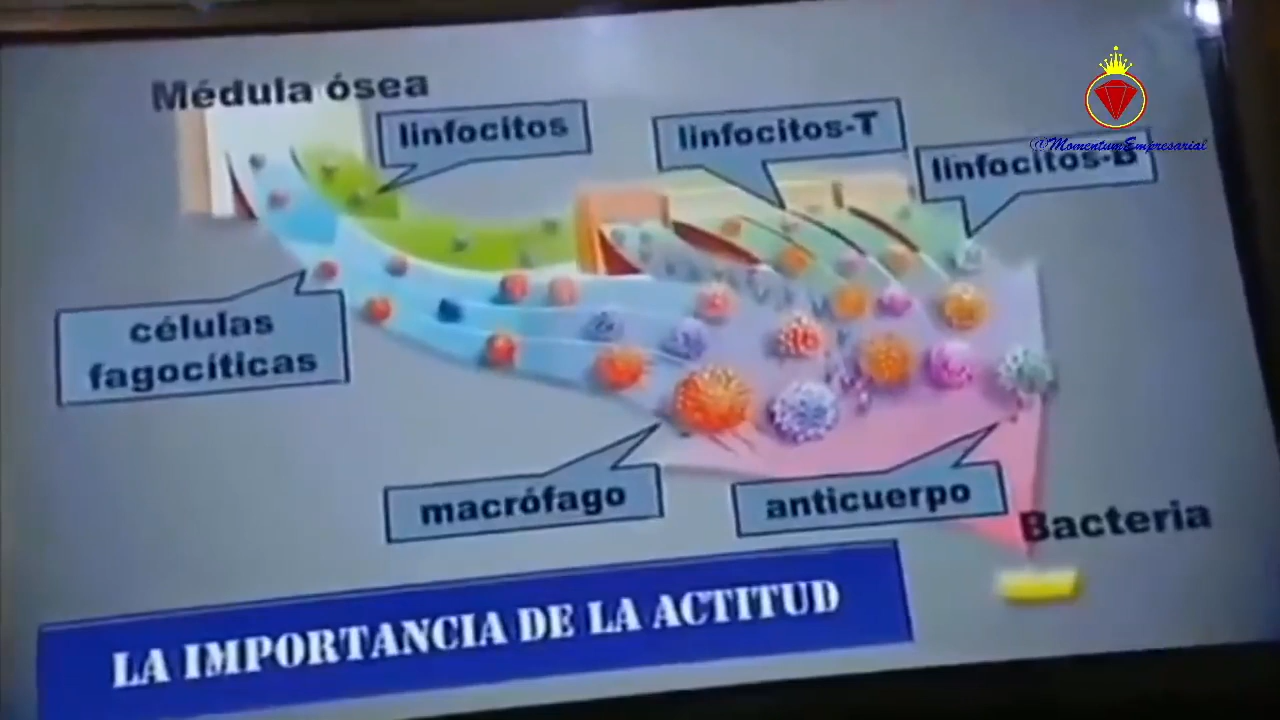 Médula ósea
linfocitos
linfocitos-T
@MomentumEmpresarial
linfocitos-B
células
fagocíticas
macrófago
anticuerpo
Bacteria
LA IMPORTANCIA DE LA ACTITUD